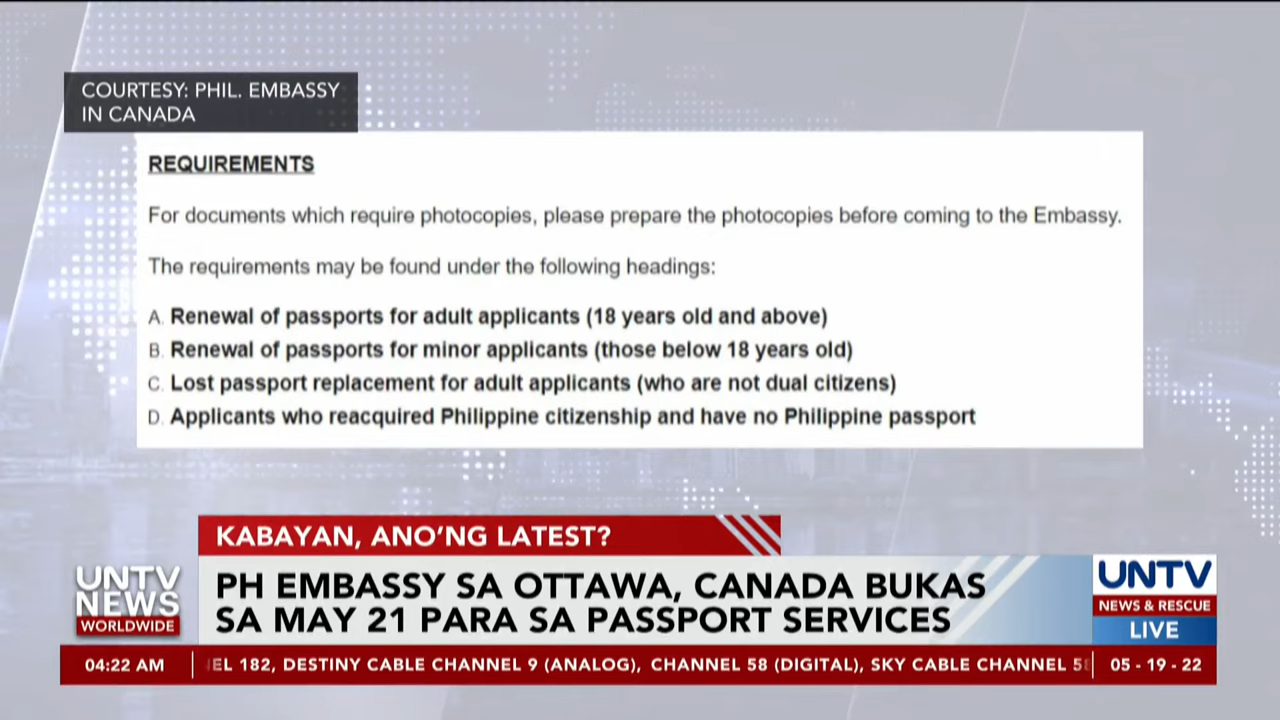 COURTESY: PHIL. EMBASSY
IN CANADA
REQUIREMENTS
For documents which require photocopies, please prepare the photocopies before coming to the Embassy.
The requirements may be found under the following headings:
A. Renewal of passports for adult applicants (18 years old and above)
B. Renewal of passports for minor applicants (those below 18 years old)
C. Lost passport replacement for adult applicants (who are not dual citizens)
D. Applicants who reacquired Philippine citizenship and have no Philippine passport
KABAYAN, ANO'NG LATEST?
PH EMBASSY SA OTTAWA, CANADA BUKAS
SA MAY 21 PARA SA PASSPORT SERVICES
UNTV
NEWS
WORLDWIDE
UNTV
NEWS & RESCUE
LIVE
04:22 AM
EL 182, DESTINY CABLE CHANNEL 9 (ANALOG), CHANNEL 58 (DIGITAL), SKY CABLE CHANNEL 5
05 - 19 - 22